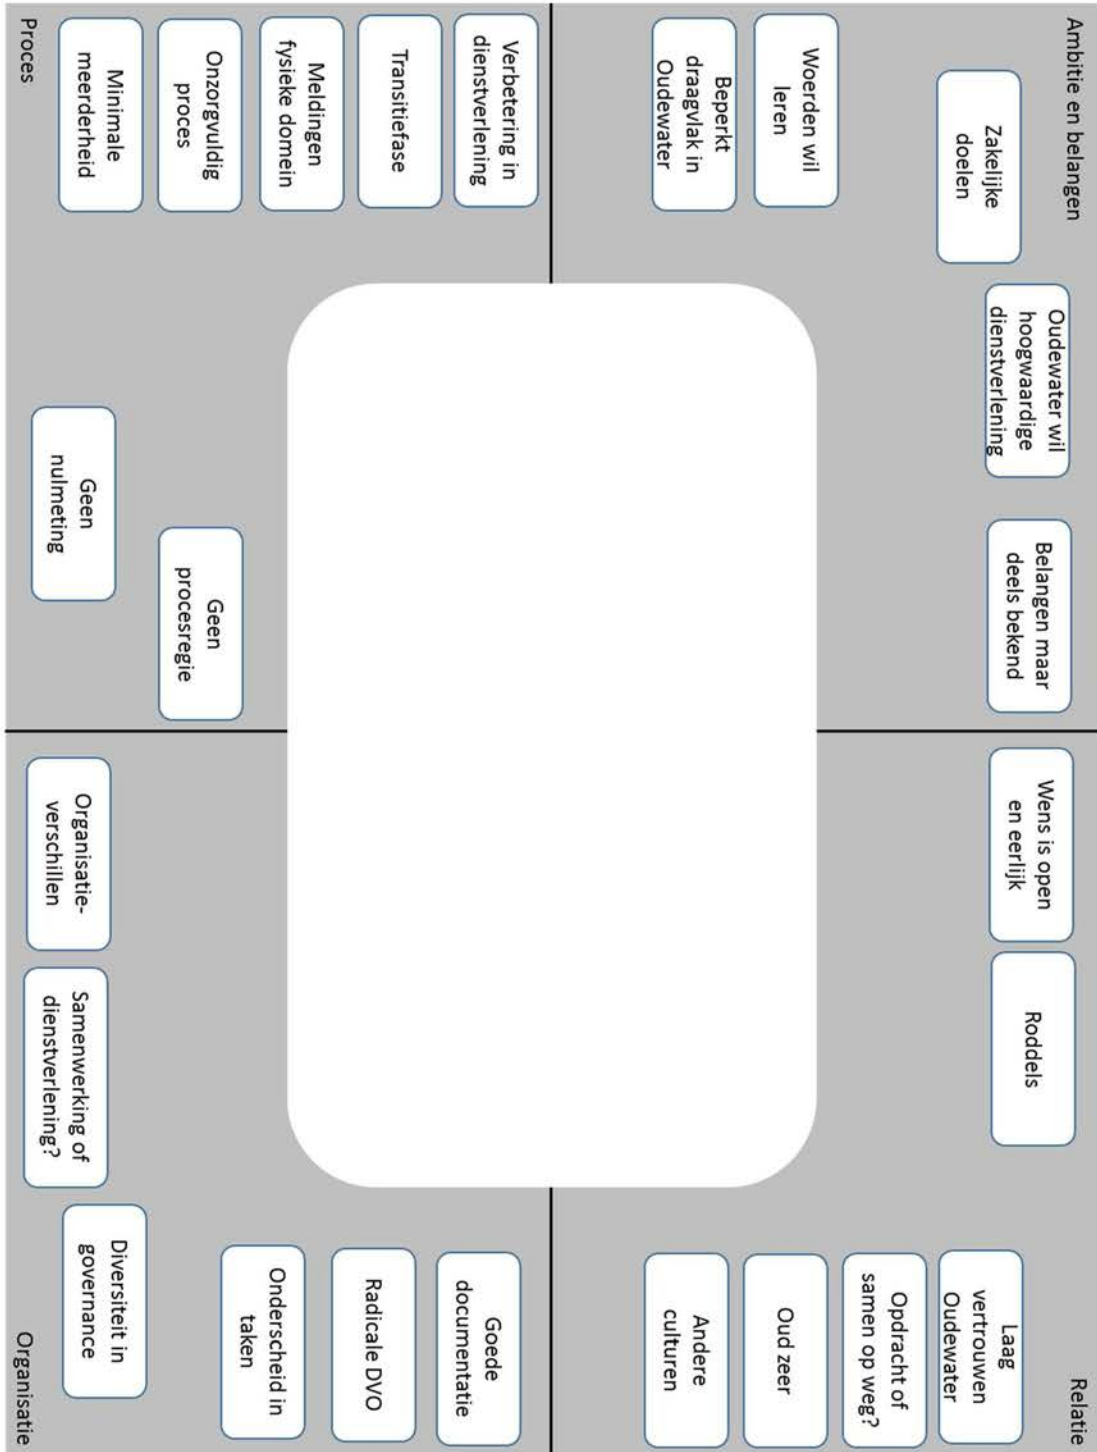 Ambitie en belangen
Zakelijke
doelen
Oudewater wil
hoogwaardige
dienstverlening
Belangen maar
deels bekend
Woerden wil
leren
Beperkt
draagvlak in
Oudewater
Relatie
Wens is open
en eerlijk
Roddels
Laag
vertrouwen
Oudewater
Opdracht of
samen op weg?
Oud zeer
Andere
culturen
Proces
Verbetering in
dienstverlening
Transitiefase
Meldingen
fysieke domein
Onzorgvuldig
proces
Minimale
meerderheid
Geen
nulmeting
Geen
procesregie
Organisatie
Goede
documentatie
Radicale DVO
Onderscheid in
taken
Diversiteit in
governance
Samenwerking of
dienstverlening?
Organisatie-
verschillen